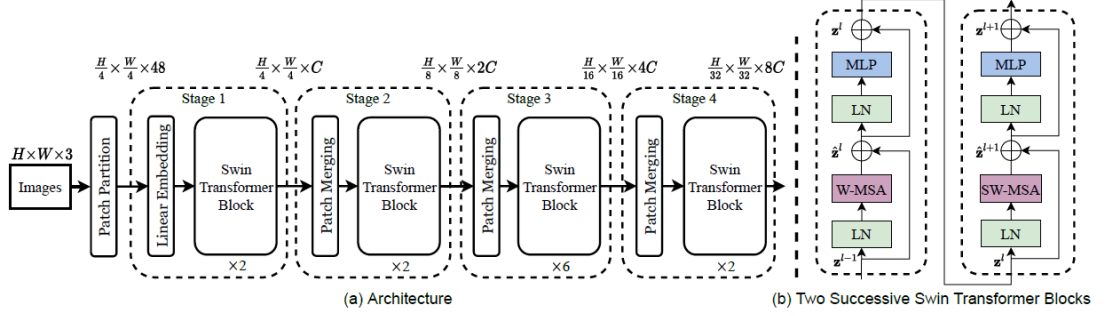 H×W×3
Images
H/4 × W/4 × 48
Patch Partition
H/4 × W/4 × C
Stage 1
Linear Embedding
Swin
Transformer
Block
×2
H/8 × W/8 × 2C
Stage 2
Patch Merging
Swin
Transformer
Block
×2
H/16 × W/16 × 4C
Stage 3
Patch Merging
Swin
Transformer
Block
×6
H/32 × W/32 × 8C
Stage 4
Patch Merging
Swin
Transformer
Block
×2
(a) Architecture
z^l
MLP
LN
ẑ^l
W-MSA
LN
z^{l-1}
z^{l+1}
MLP
LN
ẑ^{l+1}
SW-MSA
LN
z^l
(b) Two Successive Swin Transformer Blocks